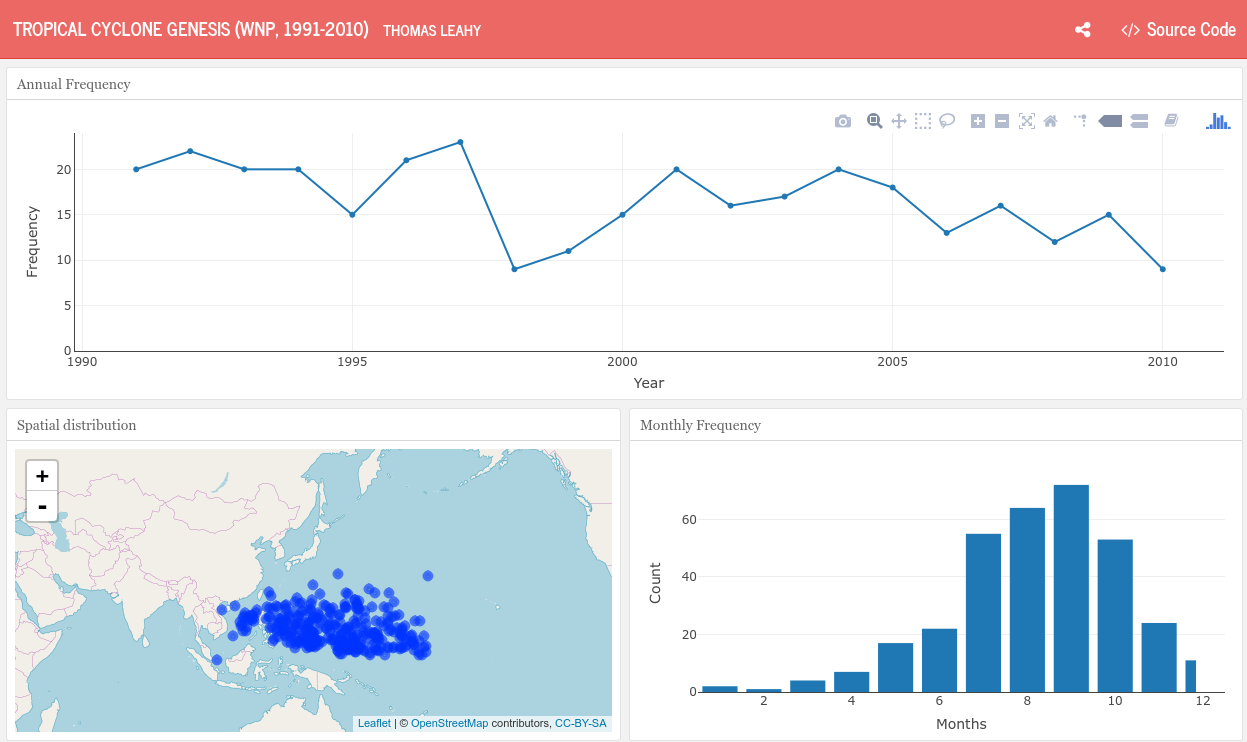 TROPICAL CYCLONE GENESIS (WNP, 1991-2010) THOMAS LEAHY
</> Source Code
Annual Frequency
20
15
10
5
0
Frequency
1990 1995 2000 2005 2010
Year
Spatial distribution
+
-
Leaflet | © OpenStreetMap contributors, CC-BY-SA
Monthly Frequency
60
40
20
0
Count
2 4 6 8 10 12
Months